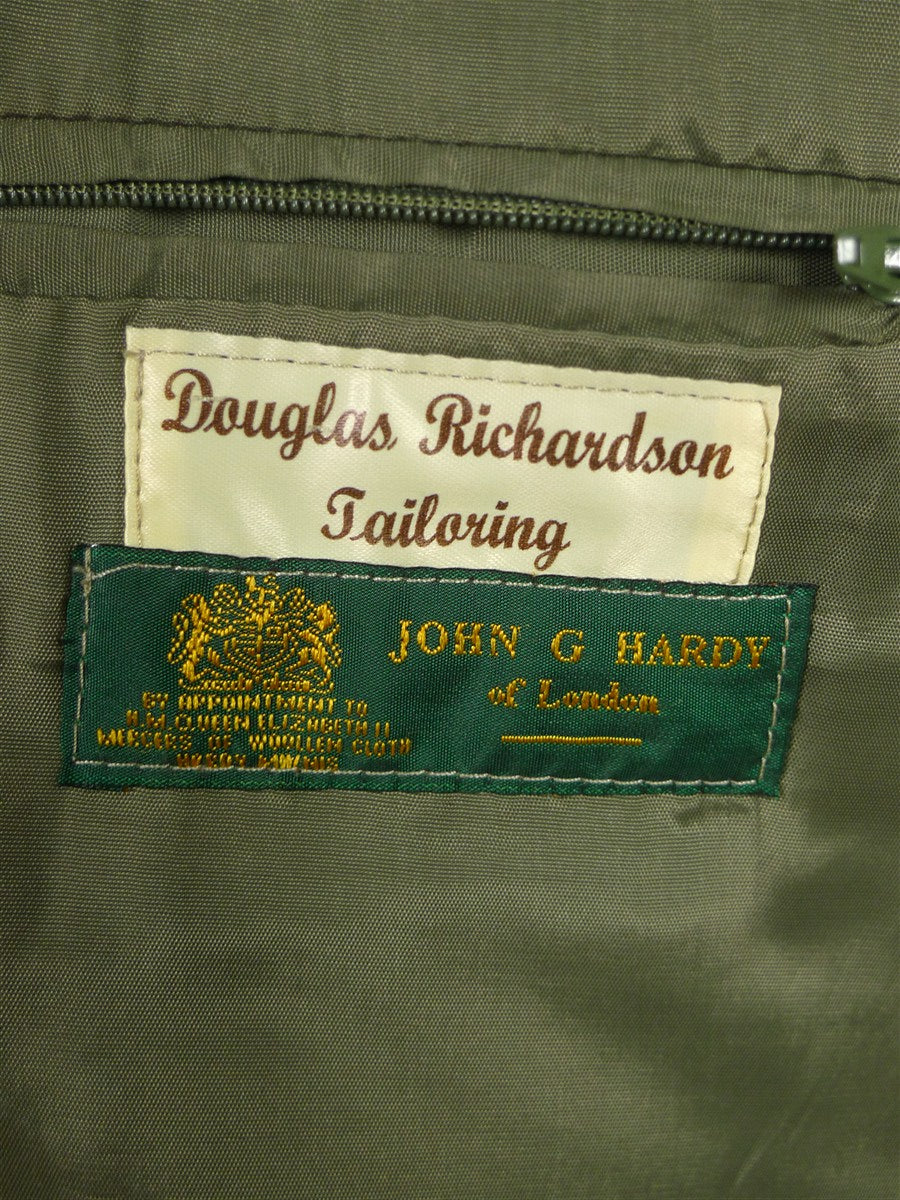 Douglas Richardson
Tailoring
JOHN G HARDY
of London
BY APPOINTMENT TO
H.M. QUEEN ELIZABETH II
MERCERS OF WOOLLEN CLOTH